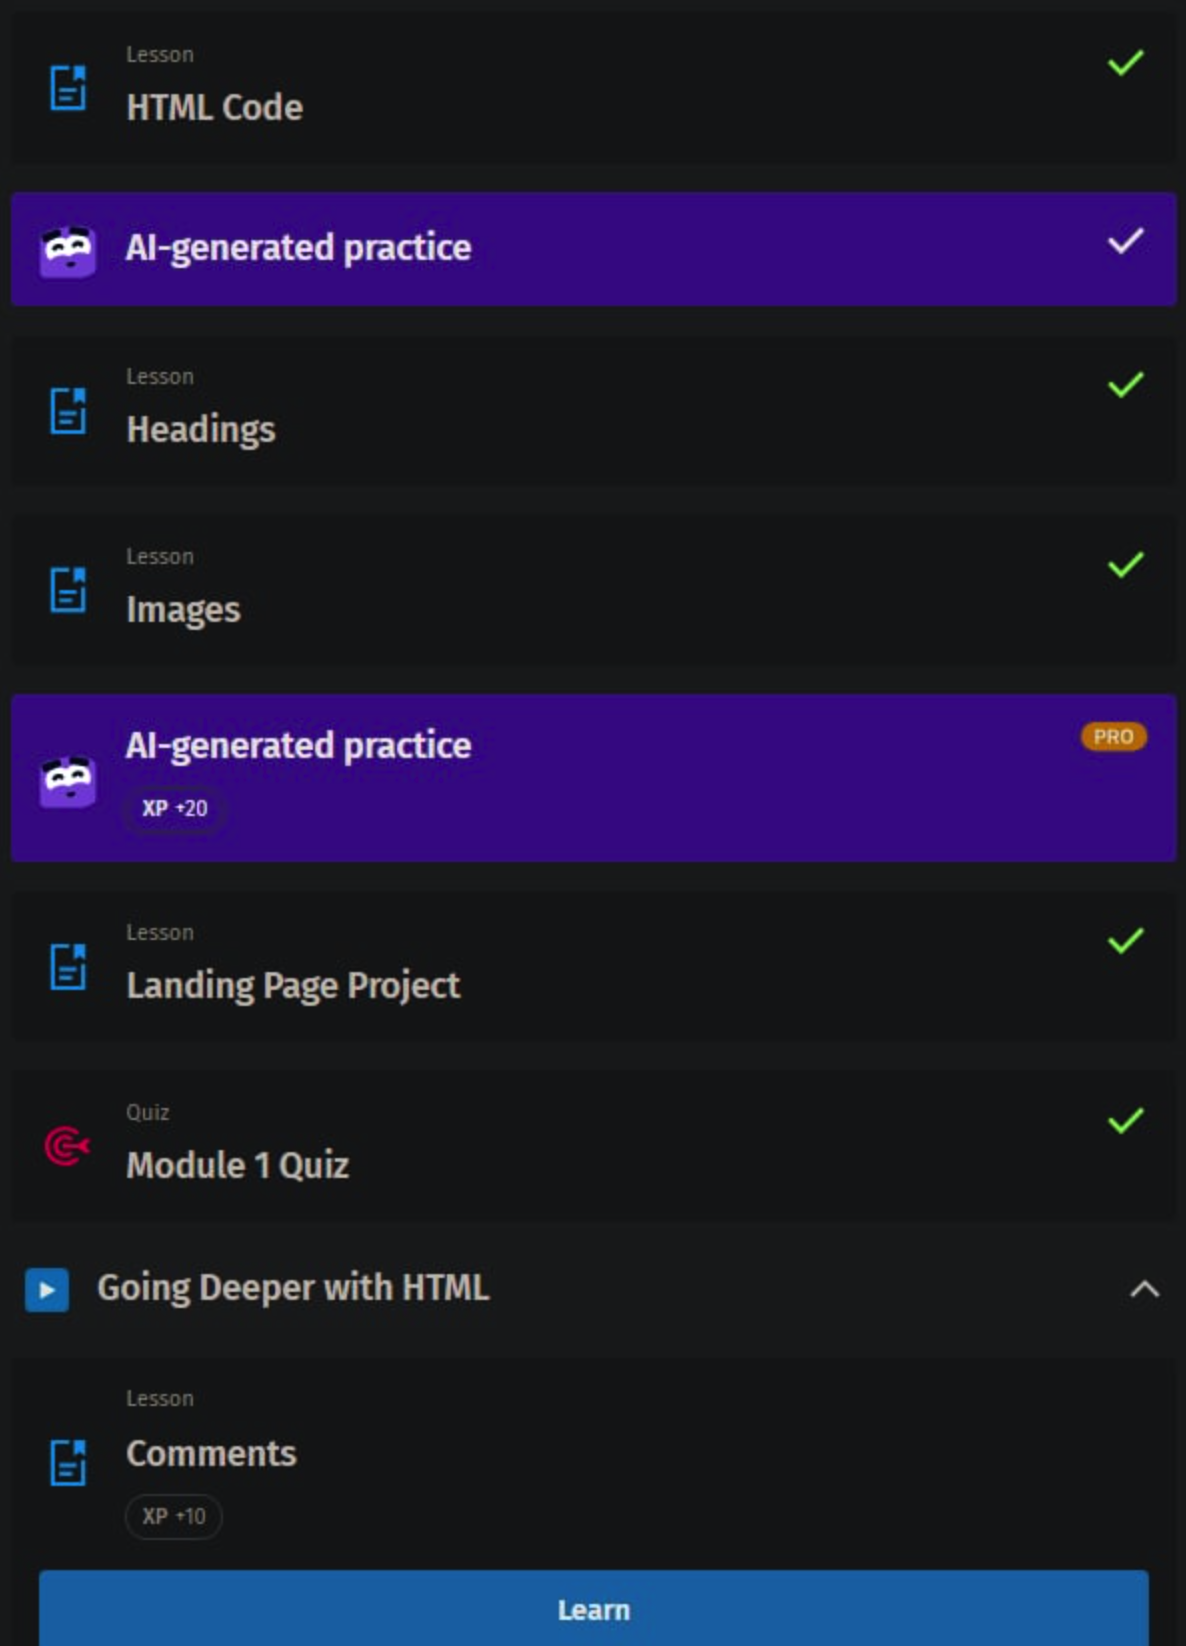 Lesson
HTML Code
AI-generated practice
Lesson
Headings
Lesson
Images
AI-generated practice
PRO
XP +20
Lesson
Landing Page Project
Quiz
Module 1 Quiz
Going Deeper with HTML
Lesson
Comments
XP +10
Learn